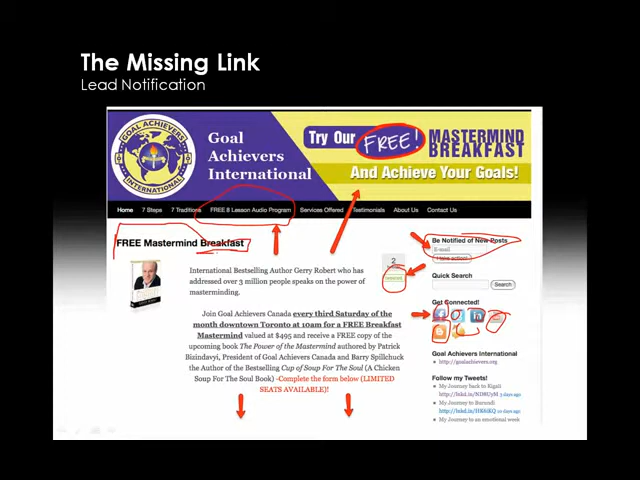 The Missing Link
Lead Notification
GOAL ACHIEVERS
INTERNATIONAL
Goal
Achievers
International
Try Our FREE! MASTERMIND
BREAKFAST
And Achieve Your Goals!
Home 7 Steps 7 Traditions FREE 8 Lesson Audio Program Services Offered Testimonials About Us Contact Us
FREE Mastermind Breakfast
International Bestselling Author Gerry Robert who has
addressed over 3 million people speaks on the power of
masterminding.
Join Goal Achievers Canada every third Saturday of the
month downtown Toronto at 10am for a FREE Breakfast
Mastermind valued at $495 and receive a FREE copy of the
upcoming book The Power of the Mastermind authored by Patrick
Bizindavyi, President of Goal Achievers Canada and Barry Spilchuck
the Author of the Bestselling Cup of Soup For The Soul (A Chicken
Soup For The Soul Book) -Complete the form below (LIMITED
SEATS AVAILABLE)!
2
Be Notified of New Posts
E-mail
Quick Search
Search
Get Connected!
Goal Achievers International
http://goalachievers.org
Follow my Tweets!
My Journey back to Kigali
2 days ago
My Journey to Burundi
My Journey to an emotional week